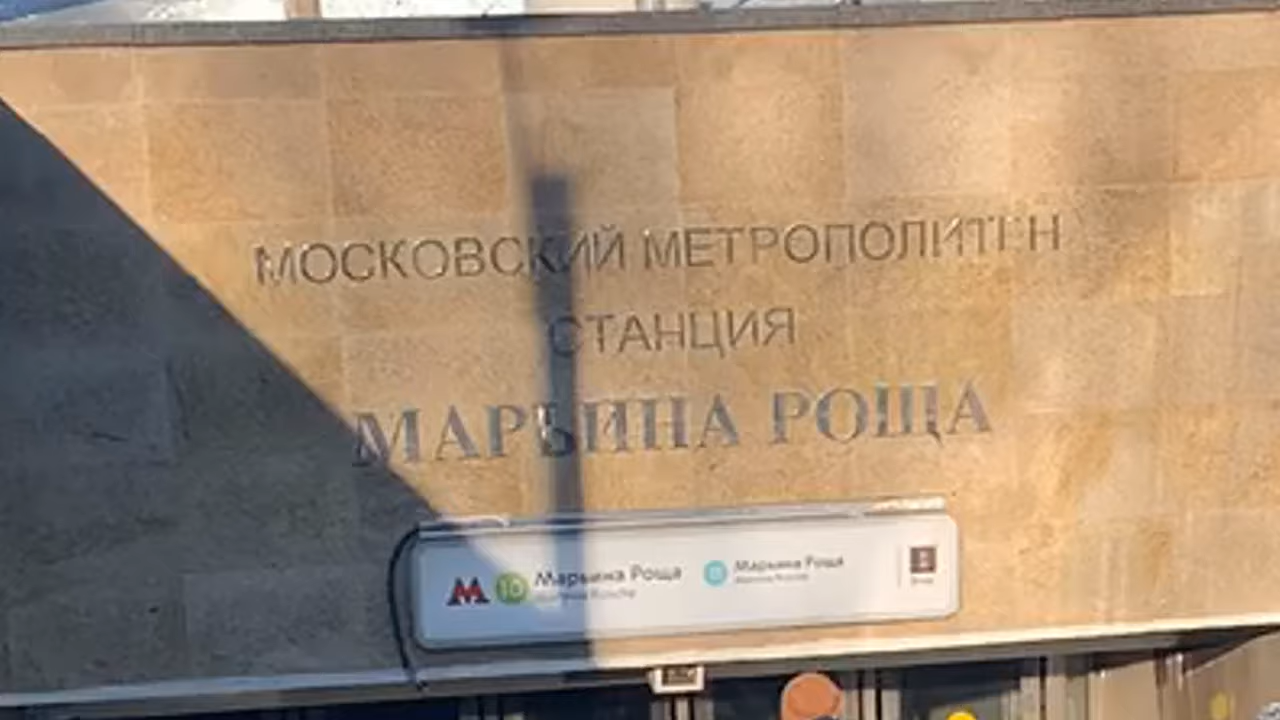 МОСКОВСКИЙ МЕТРОПОЛИТЕН
СТАНЦИЯ
МАРЬИНА РОЩА
М 10 Марьина Роща
Марьина Роща